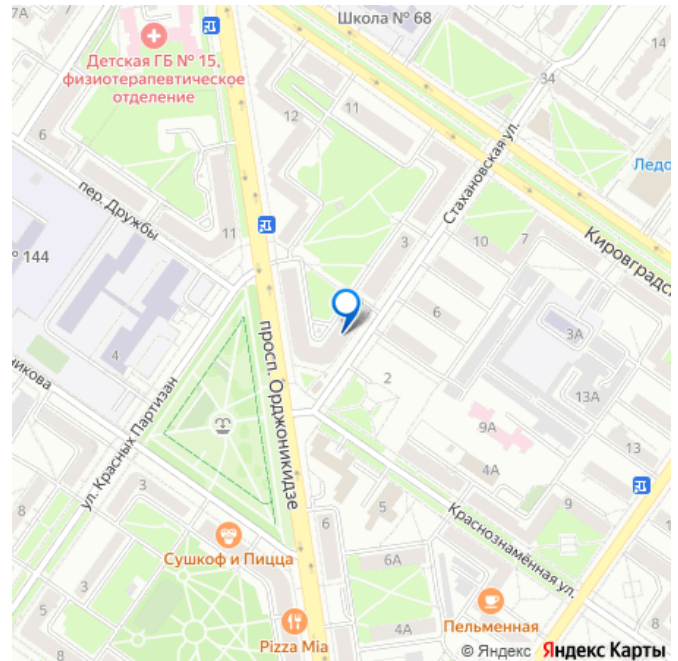 Школа № 68
7А
14
Детская ГБ № 15,
физиотерапевтическое
отделение
34
12
11
6
Стахановская ул.
Ледо
пер. Дружбы
11
3
10
7
Кировградск
º 144
6
3А
4
просп. Орджоникидзе
2
13А
никова
ул. Красных Партизан
9А
13
4А
3
9
8
5
Краснознамённая ул.
6
Сушкоф и Пицца
3
6А
5
8
Пельменная
4А
Pizza Mia
© Яндекс Яндекс Карты